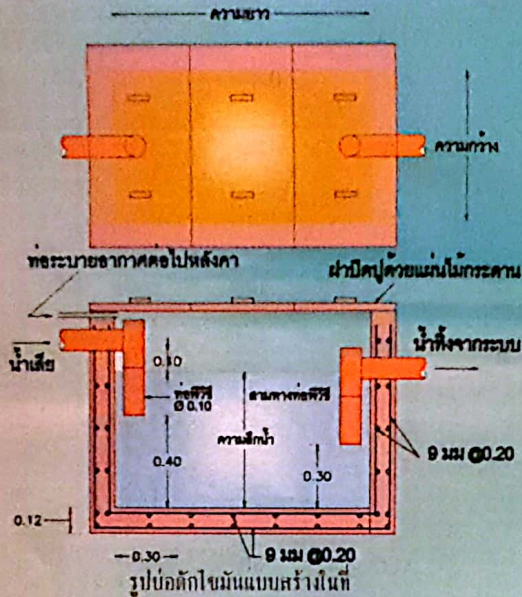 ความยาว
ความกว้าง
ท่อระบายอากาศต่อไปหลังคา
ฝาปิดปูด้วยแผ่นไม้กระดาน
น้ำเสีย
น้ำทิ้งจากระบบ
0.10
ท่อพีวีซี
Ø 0.10
สามทางท่อพีวีซี
ความลึกน้ำ
0.40
0.30
9 มม @0.20
0.12
0.30
9 มม @0.20
รูปบ่อดักไขมันแบบสร้างในที่